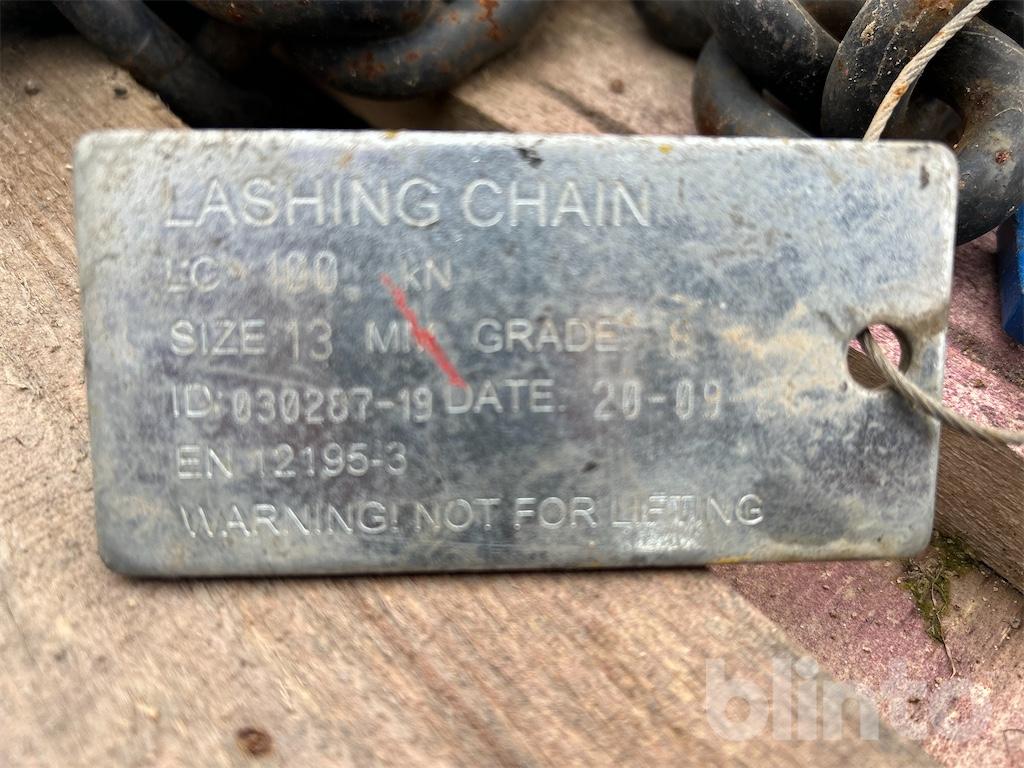 LASHING CHAIN
LC 100 kN
SIZE 13 MM GRADE 8
ID: 030287-19 DATE: 20-09
EN 12195-3
WARNING! NOT FOR LIFTING
blinto